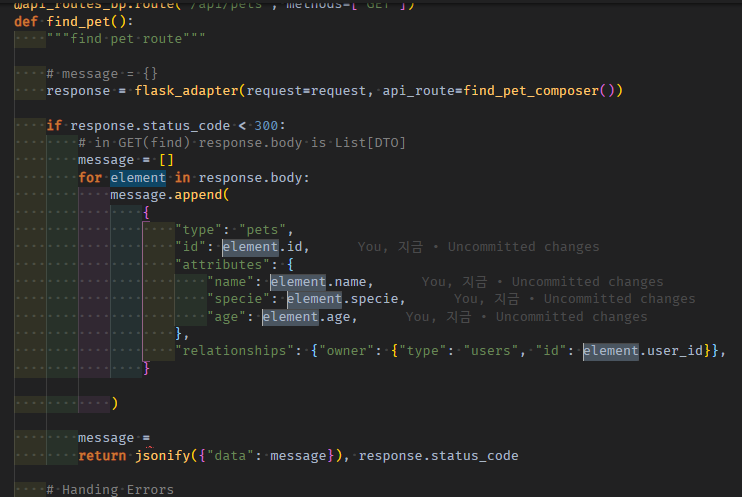 @api_routes_bp.route("/api/pets", methods=["GET"])
def find_pet():
"""find pet route"""
# message = {}
response = flask_adapter(request=request, api_route=find_pet_composer())
if response.status_code < 300:
# in GET(find) response.body is List[DTO]
message = []
for element in response.body:
message.append(
{
"type": "pets",
"id": element.id, You, 지금 • Uncommitted changes
"attributes": {
"name": element.name, You, 지금 • Uncommitted changes
"specie": element.specie, You, 지금 • Uncommitted changes
"age": element.age, You, 지금 • Uncommitted changes
},
"relationships": {"owner": {"type": "users", "id": element.user_id}},
}
)
message =
return jsonify({"data": message}), response.status_code
# Handing Errors